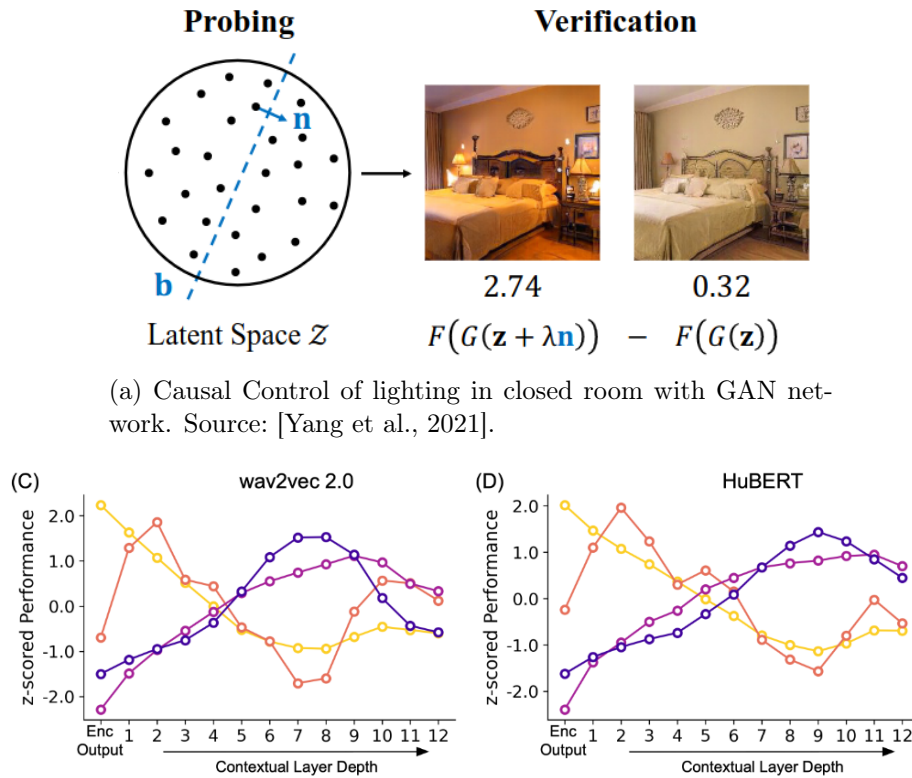 Probing
Verification
n
b
2.74
0.32
Latent Space 𝒵
F(G(z + λn)) − F(G(z))
(a) Causal Control of lighting in closed room with GAN net-
work. Source: [Yang et al., 2021].
(C)
wav2vec 2.0
z-scored Performance
2.0
1.0
0.0
-1.0
-2.0
Enc
Output
1 2 3 4 5 6 7 8 9 10 11 12
Contextual Layer Depth
(D)
HuBERT
z-scored Performance
2.0
1.0
0.0
-1.0
-2.0
Enc
Output
1 2 3 4 5 6 7 8 9 10 11 12
Contextual Layer Depth